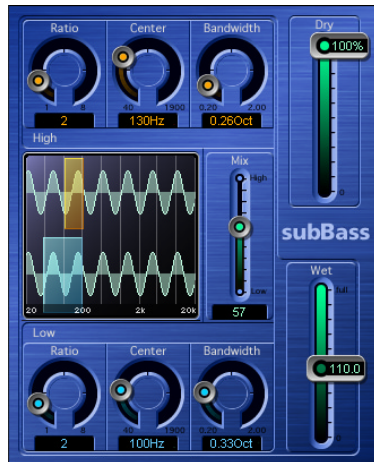 Ratio Center Bandwidth
1 8 40 1900 0.20 2.00
2 130Hz 0.26Oct
High
Dry
100%
0
Mix
High
Low
57
20 200 2k 20k
subBass
Low
Ratio Center Bandwidth
1 8 40 1900 0.20 2.00
2 100Hz 0.33Oct
Wet
full
110.0
0